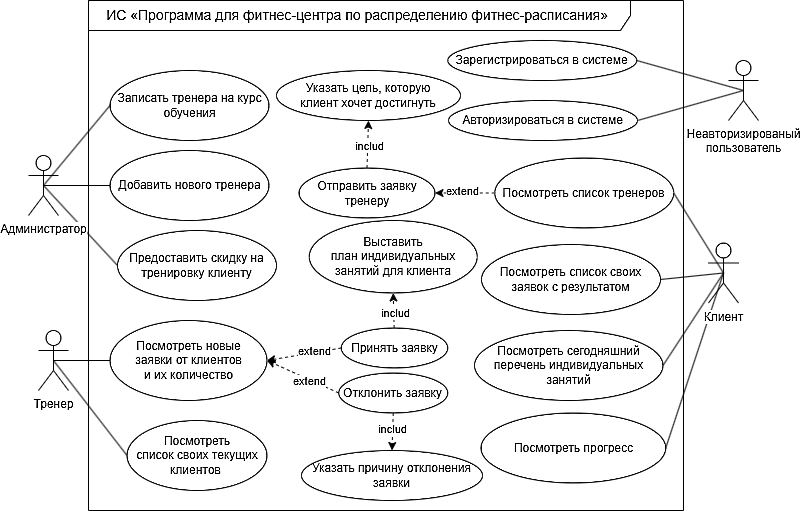 ИС «Программа для фитнес-центра по распределению фитнес-расписания»
Зарегистрироваться в системе
Авторизироваться в системе
Неавторизированый
пользователь
Указать цель, которую
клиент хочет достигнуть
Записать тренера на курс
обучения
includ
Добавить нового тренера
Отправить заявку
тренеру
extend
Посмотреть список тренеров
Администратор
Предоставить скидку на
тренировку клиенту
Выставить
план индивидуальных
занятий для клиента
Посмотреть список своих
заявок с результатом
Клиент
includ
Посмотреть новые
заявки от клиентов
и их количество
extend
Принять заявку
Посмотреть сегодняшний
перечень индивидуальных
занятий
extend
Отклонить заявку
Тренер
includ
Посмотреть
список своих текущих
клиентов
Указать причину отклонения
заявки
Посмотреть прогресс